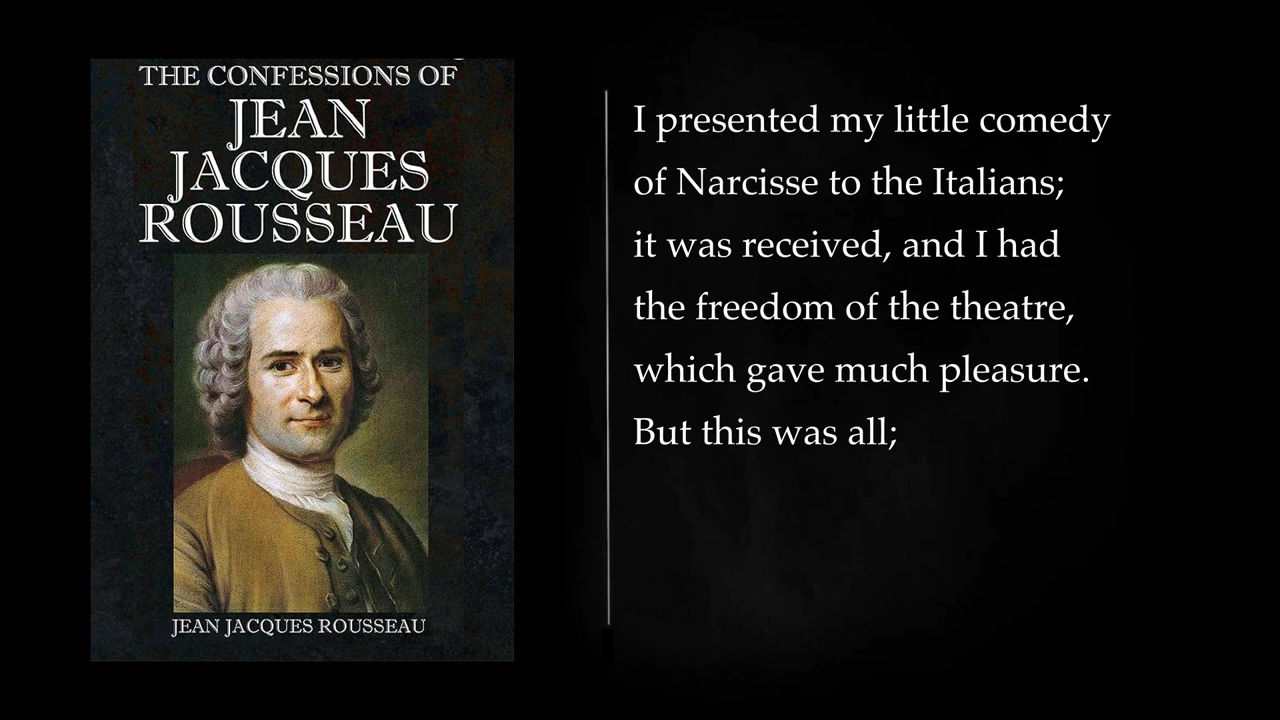 THE CONFESSIONS OF
JEAN
JACQUES
ROUSSEAU
JEAN JACQUES ROUSSEAU
I presented my little comedy
of Narcisse to the Italians;
it was received, and I had
the freedom of the theatre,
which gave much pleasure.
But this was all;